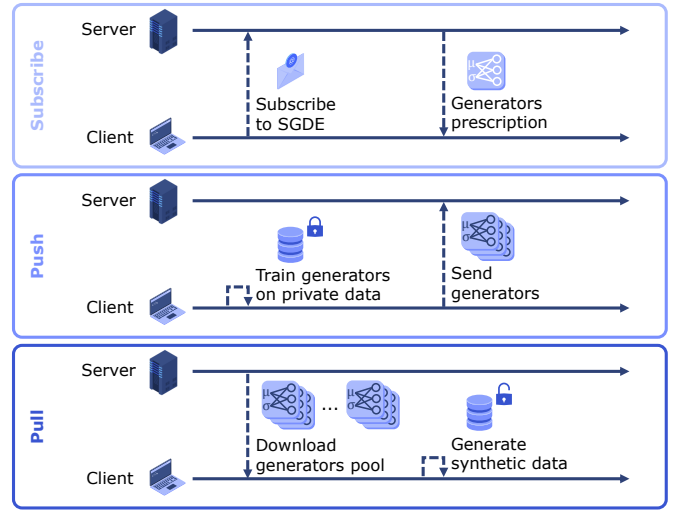 Subscribe
Server
Subscribe
to SGDE
μ
σ
Generators
prescription
Client
Push
Server
Train generators
on private data
μ
σ
Send
generators
Client
Pull
Server
μ
σ
...
μ
σ
Download
generators pool
Generate
synthetic data
Client